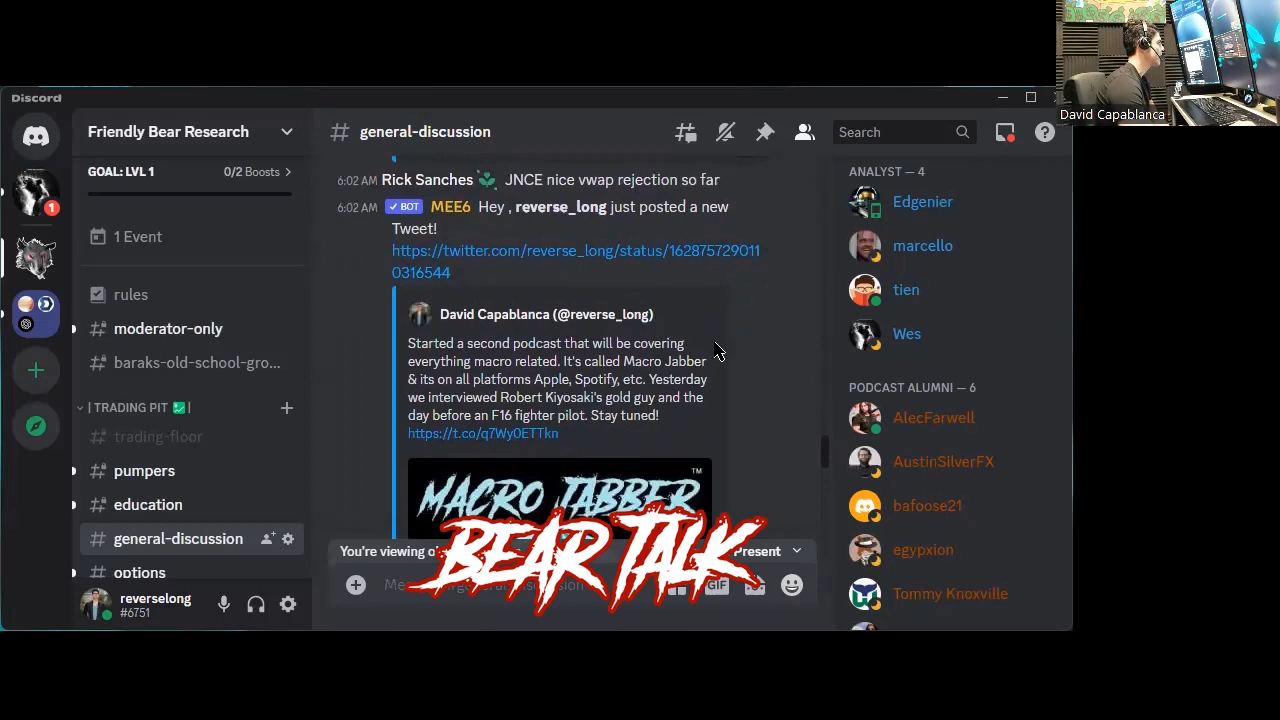 David Capablanca
Discord
Friendly Bear Research
GOAL: LVL 1 0/2 Boosts
1
1 Event
rules
moderator-only
baraks-old-school-gro...
| TRADING PIT ✅ |
trading-floor
pumpers
education
general-discussion
options
reverselong
#6751
general-discussion
Search
6:02 AM Rick Sanches JNCE nice vwap rejection so far
6:02 AM ✓ BOT MEE6 Hey , reverse_long just posted a new
Tweet!
https://twitter.com/reverse_long/status/162875729011
0316544
David Capablanca (@reverse_long)
Started a second podcast that will be covering
everything macro related. It's called Macro Jabber
& its on all platforms Apple, Spotify, etc. Yesterday
we interviewed Robert Kiyosaki's gold guy and the
day before an F16 fighter pilot. Stay tuned!
https://t.co/q7Wy0ETTkn
MACRO JABBER ™
You're viewing Present
BEAR TALK
GIF
ANALYST — 4
Edgenier
marcello
tien
Wes
PODCAST ALUMNI — 6
AlecFarwell
AustinSilverFX
bafoose21
egypxion
Tommy Knoxville